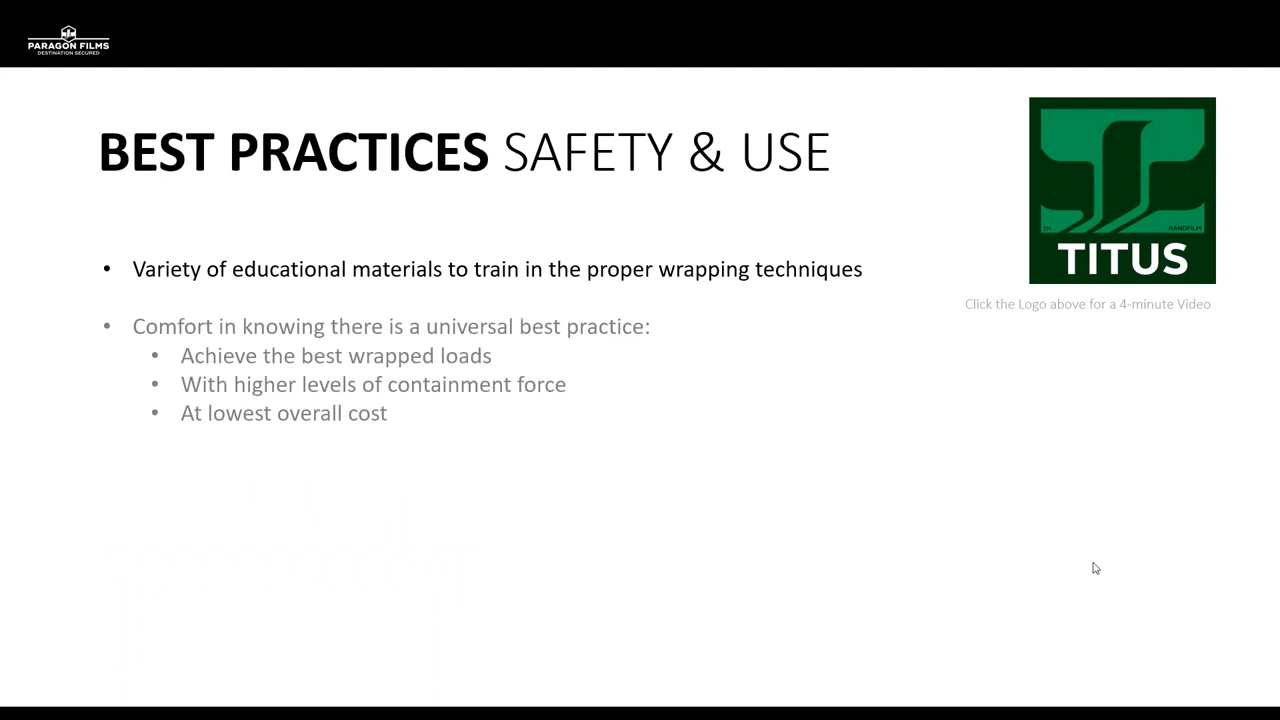 PARAGON FILMS
DESTINATION SECURED
BEST PRACTICES SAFETY & USE
TM
HANDFILM
TITUS
Click the Logo above for a 4-minute Video
• Variety of educational materials to train in the proper wrapping techniques
• Comfort in knowing there is a universal best practice:
• Achieve the best wrapped loads
• With higher levels of containment force
• At lowest overall cost